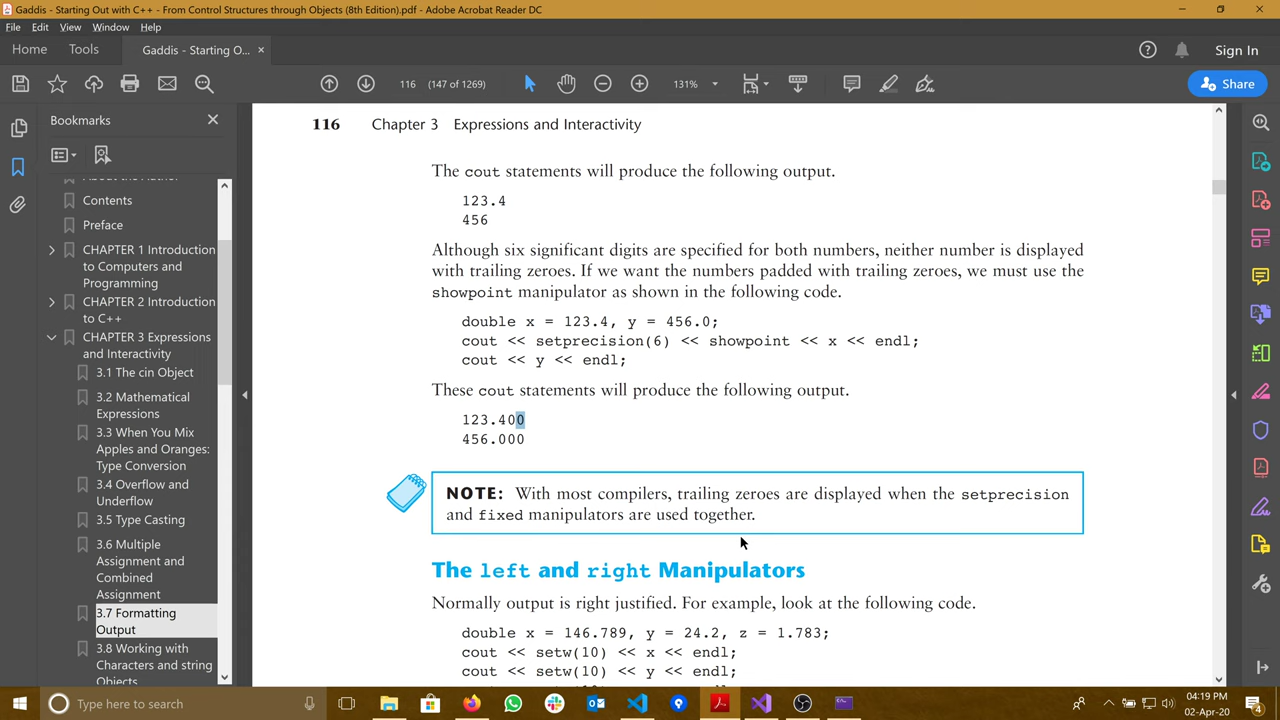 Gaddis - Starting Out with C++ - From Control Structures through Objects (8th Edition).pdf - Adobe Acrobat Reader DC
File Edit View Window Help
Home Tools Gaddis - Starting O... × Sign In
116 (147 of 1269) 131% Share
Bookmarks
Contents
Preface
CHAPTER 1 Introduction
to Computers and
Programming
CHAPTER 2 Introduction
to C++
CHAPTER 3 Expressions
and Interactivity
3.1 The cin Object
3.2 Mathematical
Expressions
3.3 When You Mix
Apples and Oranges:
Type Conversion
3.4 Overflow and
Underflow
3.5 Type Casting
3.6 Multiple
Assignment and
Combined
Assignment
3.7 Formatting
Output
3.8 Working with
Characters and string
Objects
116 Chapter 3 Expressions and Interactivity
The cout statements will produce the following output.
123.4
456
Although six significant digits are specified for both numbers, neither number is displayed
with trailing zeroes. If we want the numbers padded with trailing zeroes, we must use the
showpoint manipulator as shown in the following code.
double x = 123.4, y = 456.0;
cout << setprecision(6) << showpoint << x << endl;
cout << y << endl;
These cout statements will produce the following output.
123.400
456.000
NOTE: With most compilers, trailing zeroes are displayed when the setprecision
and fixed manipulators are used together.
The left and right Manipulators
Normally output is right justified. For example, look at the following code.
double x = 146.789, y = 24.2, z = 1.783;
cout << setw(10) << x << endl;
cout << setw(10) << y << endl;
Type here to search
04:19 PM
02-Apr-20
4